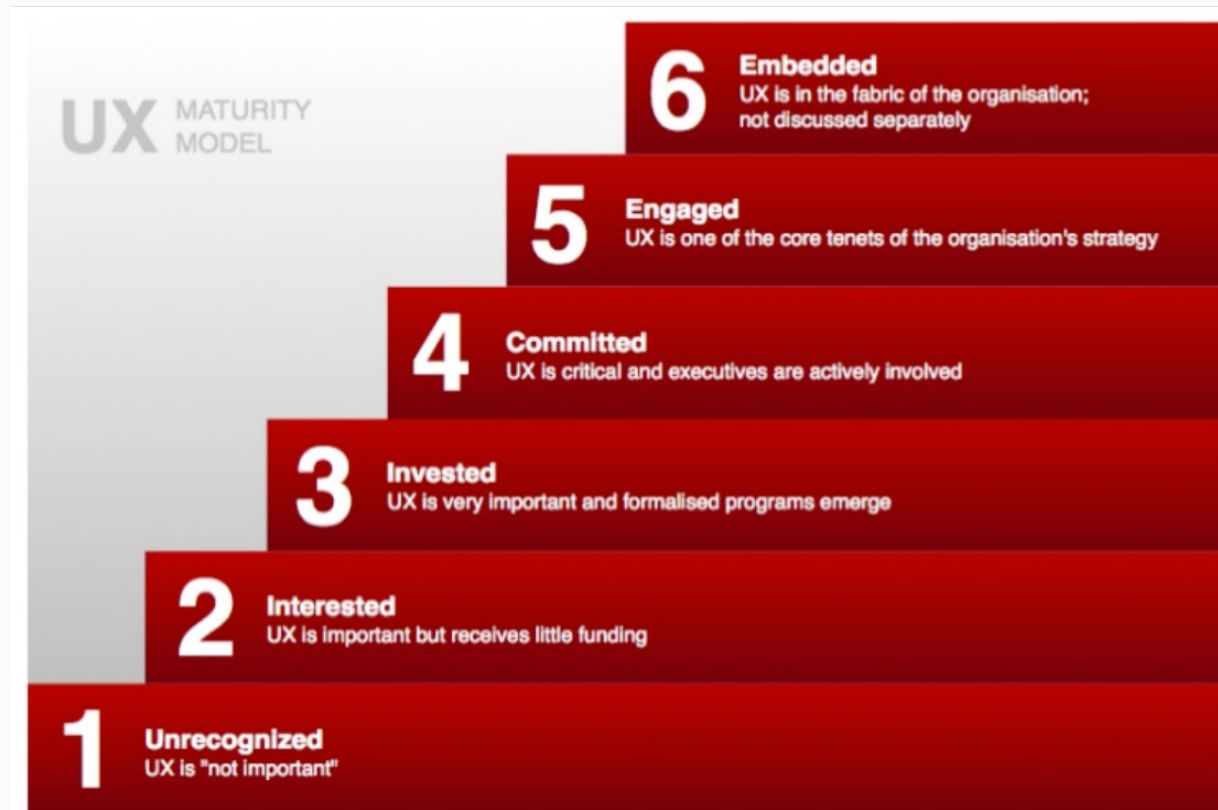 UX MATURITY
MODEL
6 Embedded
UX is in the fabric of the organisation;
not discussed separately
5 Engaged
UX is one of the core tenets of the organisation's strategy
4 Committed
UX is critical and executives are actively involved
3 Invested
UX is very important and formalised programs emerge
2 Interested
UX is important but receives little funding
1 Unrecognized
UX is "not important"